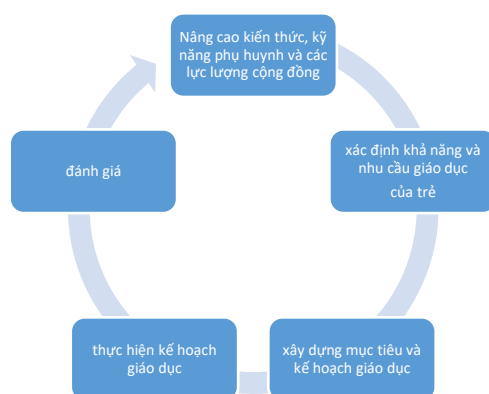 Nâng cao kiến thức, kỹ
năng phụ huynh và các
lực lượng cộng đồng
xác định khả năng và
nhu cầu giáo dục
của trẻ
xây dựng mục tiêu và
kế hoạch giáo dục
thực hiện kế hoạch
giáo dục
đánh giá